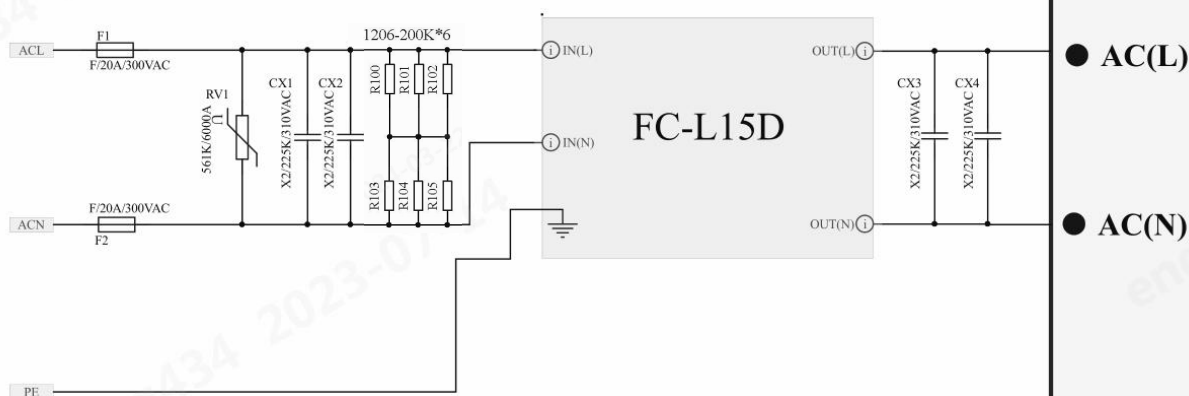 1206-200K*6
ACL
F1
F/20A/300VAC
RV1
561K/6000A
U
CX1
X2/225K/310VAC
CX2
X2/225K/310VAC
R100
R101
R102
R103
R104
R105
IN(L)
IN(N)
FC-L15D
OUT(L)
OUT(N)
CX3
X2/225K/310VAC
CX4
X2/225K/310VAC
AC(L)
AC(N)
ACN
F/20A/300VAC
F2
PE